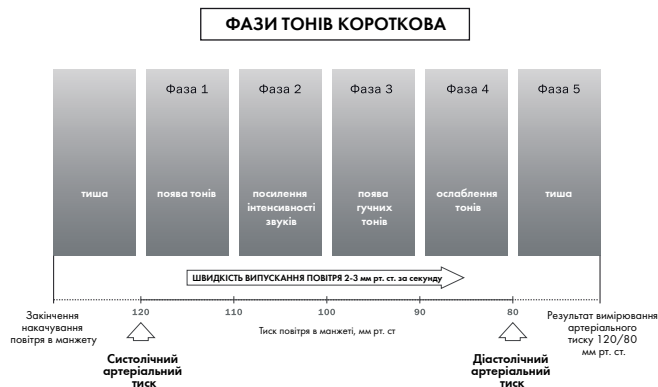 ФАЗИ ТОНІВ КОРОТКОВА
Фаза 1
Фаза 2
Фаза 3
Фаза 4
Фаза 5
тиша
поява тонів
посилення
інтенсивності
звуків
поява
гучних
тонів
ослаблення
тонів
тиша
ШВИДКІСТЬ ВИПУСКАННЯ ПОВІТРЯ 2-3 мм рт. ст. за секунду
Закінчення
накачування
повітря в манжету
120
110
100
90
80
Тиск повітря в манжеті, мм рт. ст
Результат вимірювання
артеріального
тиску 120/80
мм рт. ст.
Систолічний
артеріальний
тиск
Діастолічний
артеріальний
тиск